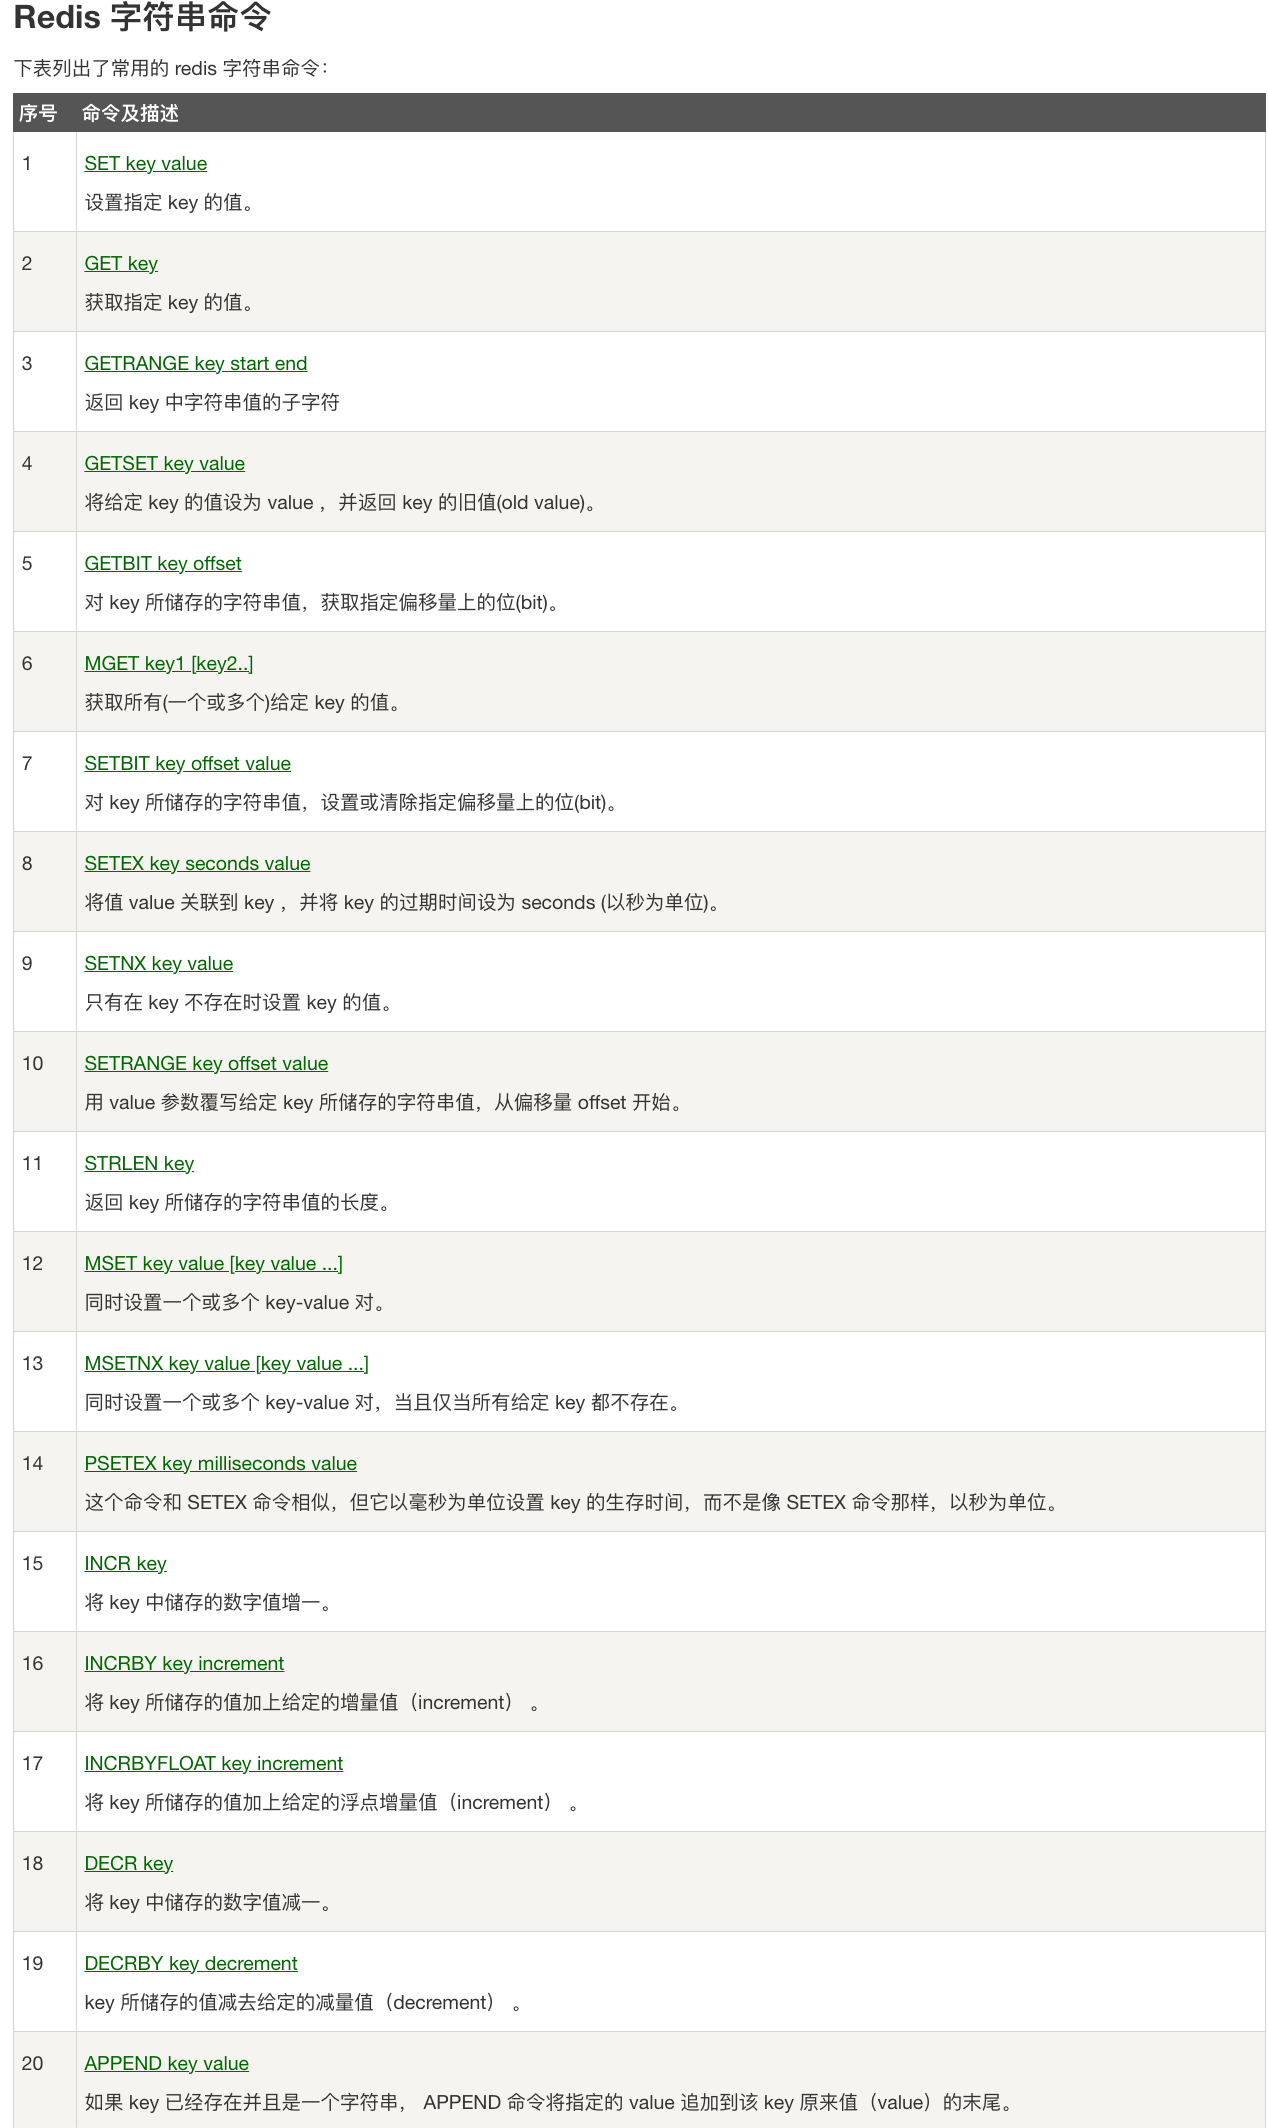 Redis 字符串命令
下表列出了常用的 redis 字符串命令：
序号 命令及描述
1 SET key value
设置指定 key 的值。
2 GET key
获取指定 key 的值。
3 GETRANGE key start end
返回 key 中字符串值的子字符
4 GETSET key value
将给定 key 的值设为 value ，并返回 key 的旧值(old value)。
5 GETBIT key offset
对 key 所储存的字符串值，获取指定偏移量上的位(bit)。
6 MGET key1 [key2..]
获取所有(一个或多个)给定 key 的值。
7 SETBIT key offset value
对 key 所储存的字符串值，设置或清除指定偏移量上的位(bit)。
8 SETEX key seconds value
将值 value 关联到 key ，并将 key 的过期时间设为 seconds (以秒为单位)。
9 SETNX key value
只有在 key 不存在时设置 key 的值。
10 SETRANGE key offset value
用 value 参数覆写给定 key 所储存的字符串值，从偏移量 offset 开始。
11 STRLEN key
返回 key 所储存的字符串值的长度。
12 MSET key value [key value ...]
同时设置一个或多个 key-value 对。
13 MSETNX key value [key value ...]
同时设置一个或多个 key-value 对，当且仅当所有给定 key 都不存在。
14 PSETEX key milliseconds value
这个命令和 SETEX 命令相似，但它以毫秒为单位设置 key 的生存时间，而不是像 SETEX 命令那样，以秒为单位。
15 INCR key
将 key 中储存的数字值增一。
16 INCRBY key increment
将 key 所储存的值加上给定的增量值（increment） 。
17 INCRBYFLOAT key increment
将 key 所储存的值加上给定的浮点增量值（increment） 。
18 DECR key
将 key 中储存的数字值减一。
19 DECRBY key decrement
key 所储存的值减去给定的减量值（decrement） 。
20 APPEND key value
如果 key 已经存在并且是一个字符串， APPEND 命令将指定的 value 追加到该 key 原来值（value）的末尾。